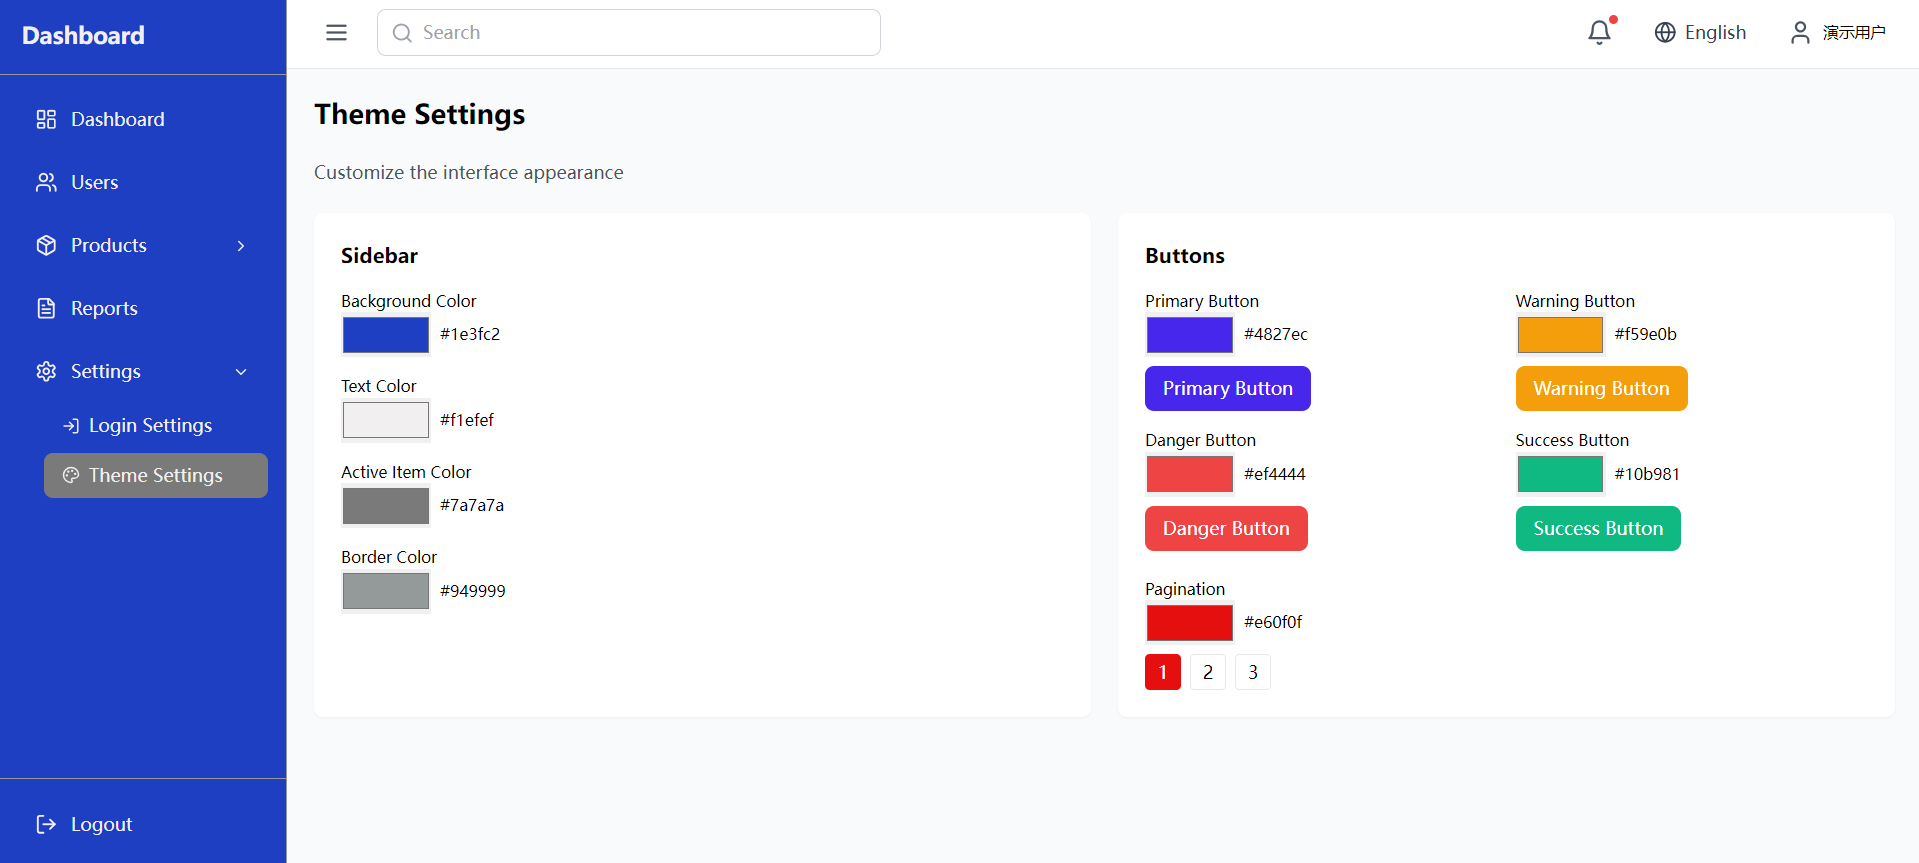 Dashboard
Search
English
演示用户
Dashboard
Users
Products
Reports
Settings
Login Settings
Theme Settings
Logout
Theme Settings
Customize the interface appearance
Sidebar
Background Color
#1e3fc2
Text Color
#f1efef
Active Item Color
#7a7a7a
Border Color
#949999
Buttons
Primary Button
#4827ec
Primary Button
Warning Button
#f59e0b
Warning Button
Danger Button
#ef4444
Danger Button
Success Button
#10b981
Success Button
Pagination
#e60f0f
1 2 3